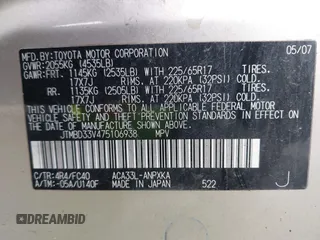 MFD.BY:TOYOTA MOTOR CORPORATION 05/07
GVWR:2055KG (4535LB)
GAWR:FRT. 1145KG (2535LB) WITH 225/65R17 TIRES.
17X7J RIMS. AT 220KPA (32PSI) COLD.
RR. 1135KG (2505LB) WITH 225/65R17 TIRES.
17X7J RIMS. AT 220KPA (32PSI) COLD.
THIS VEHICLE CONFORMS TO ALL APPLICABLE FEDERAL MOTOR
VEHICLE SAFETY AND THEFT PREVENTION STANDARDS IN
EFFECT ON THE DATE OF MANUFACTURE SHOWN ABOVE.
JTMBD33V475106938 MPV
C/TR:4R4/FC40 ACA33L-ANPXKA
A/TM:-05A/U140F MADE IN JAPAN 522 J
© DREAMBID